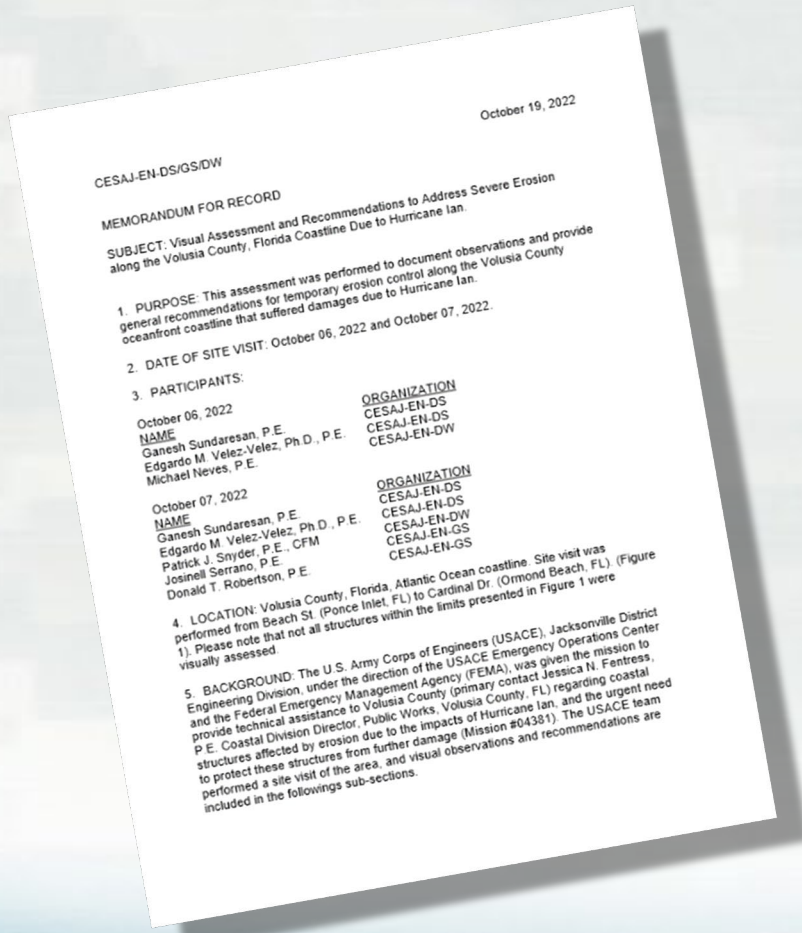 October 19, 2022
CESAJ-EN-DS/GS/DW
MEMORANDUM FOR RECORD
SUBJECT: Visual Assessment and Recommendations to Address Severe Erosion
along the Volusia County, Florida Coastline Due to Hurricane Ian.
1. PURPOSE: This assessment was performed to document observations and provide
general recommendations for temporary erosion control along the Volusia County
oceanfront coastline that suffered damages due to Hurricane Ian.
2. DATE OF SITE VISIT: October 06, 2022 and October 07, 2022.
3. PARTICIPANTS:
October 06, 2022
NAME ORGANIZATION
Ganesh Sundaresan, P.E. CESAJ-EN-DS
Edgardo M. Velez-Velez, Ph.D., P.E. CESAJ-EN-DS
Michael Neves, P.E. CESAJ-EN-DW
October 07, 2022
NAME ORGANIZATION
Ganesh Sundaresan, P.E. CESAJ-EN-DS
Edgardo M. Velez-Velez, Ph.D., P.E. CESAJ-EN-DS
Patrick J. Snyder, P.E., CFM CESAJ-EN-DW
Josinell Serrano, P.E. CESAJ-EN-GS
Donald T. Robertson, P.E. CESAJ-EN-GS
4. LOCATION: Volusia County, Florida, Atlantic Ocean coastline. Site visit was
performed from Beach St. (Ponce Inlet, FL) to Cardinal Dr. (Ormond Beach, FL). (Figure
1). Please note that not all structures within the limits presented in Figure 1 were
visually assessed.
5. BACKGROUND: The U.S. Army Corps of Engineers (USACE), Jacksonville District
Engineering Division, under the direction of the USACE Emergency Operations Center
and the Federal Emergency Management Agency (FEMA), was given the mission to
provide technical assistance to Volusia County (primary contact Jessica N. Fentress,
P.E. Coastal Division Director, Public Works, Volusia County, FL) regarding coastal
structures affected by erosion due to the impacts of Hurricane Ian, and the urgent need
to protect these structures from further damage (Mission #04381). The USACE team
performed a site visit of the area, and visual observations and recommendations are
included in the followings sub-sections.